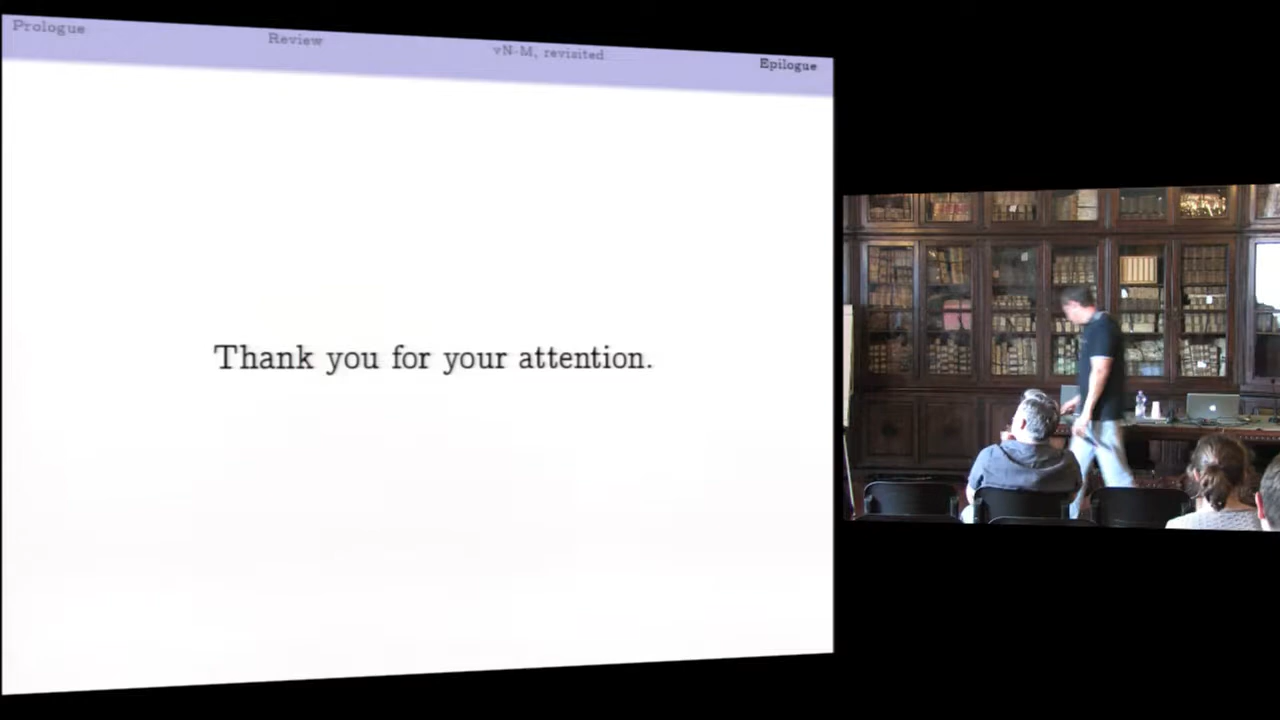 Prologue
Review
vN-M, revisited
Epilogue
Thank you for your attention.